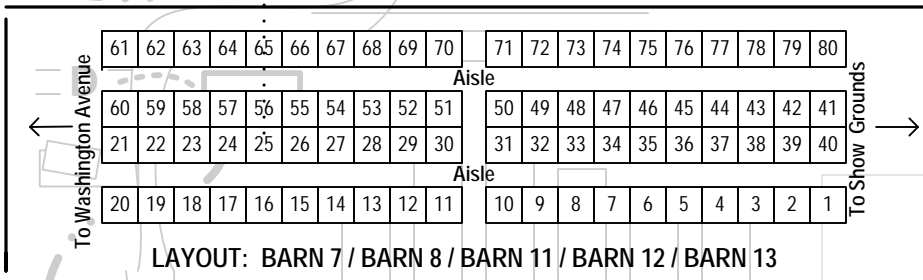 61 62 63 64 65 66 67 68 69 70 71 72 73 74 75 76 77 78 79 80
Aisle
60 59 58 57 56 55 54 53 52 51 50 49 48 47 46 45 44 43 42 41
21 22 23 24 25 26 27 28 29 30 31 32 33 34 35 36 37 38 39 40
Aisle
20 19 18 17 16 15 14 13 12 11 10 9 8 7 6 5 4 3 2 1
To Washington Avenue
To Show Grounds
LAYOUT: BARN 7 / BARN 8 / BARN 11 / BARN 12 / BARN 13